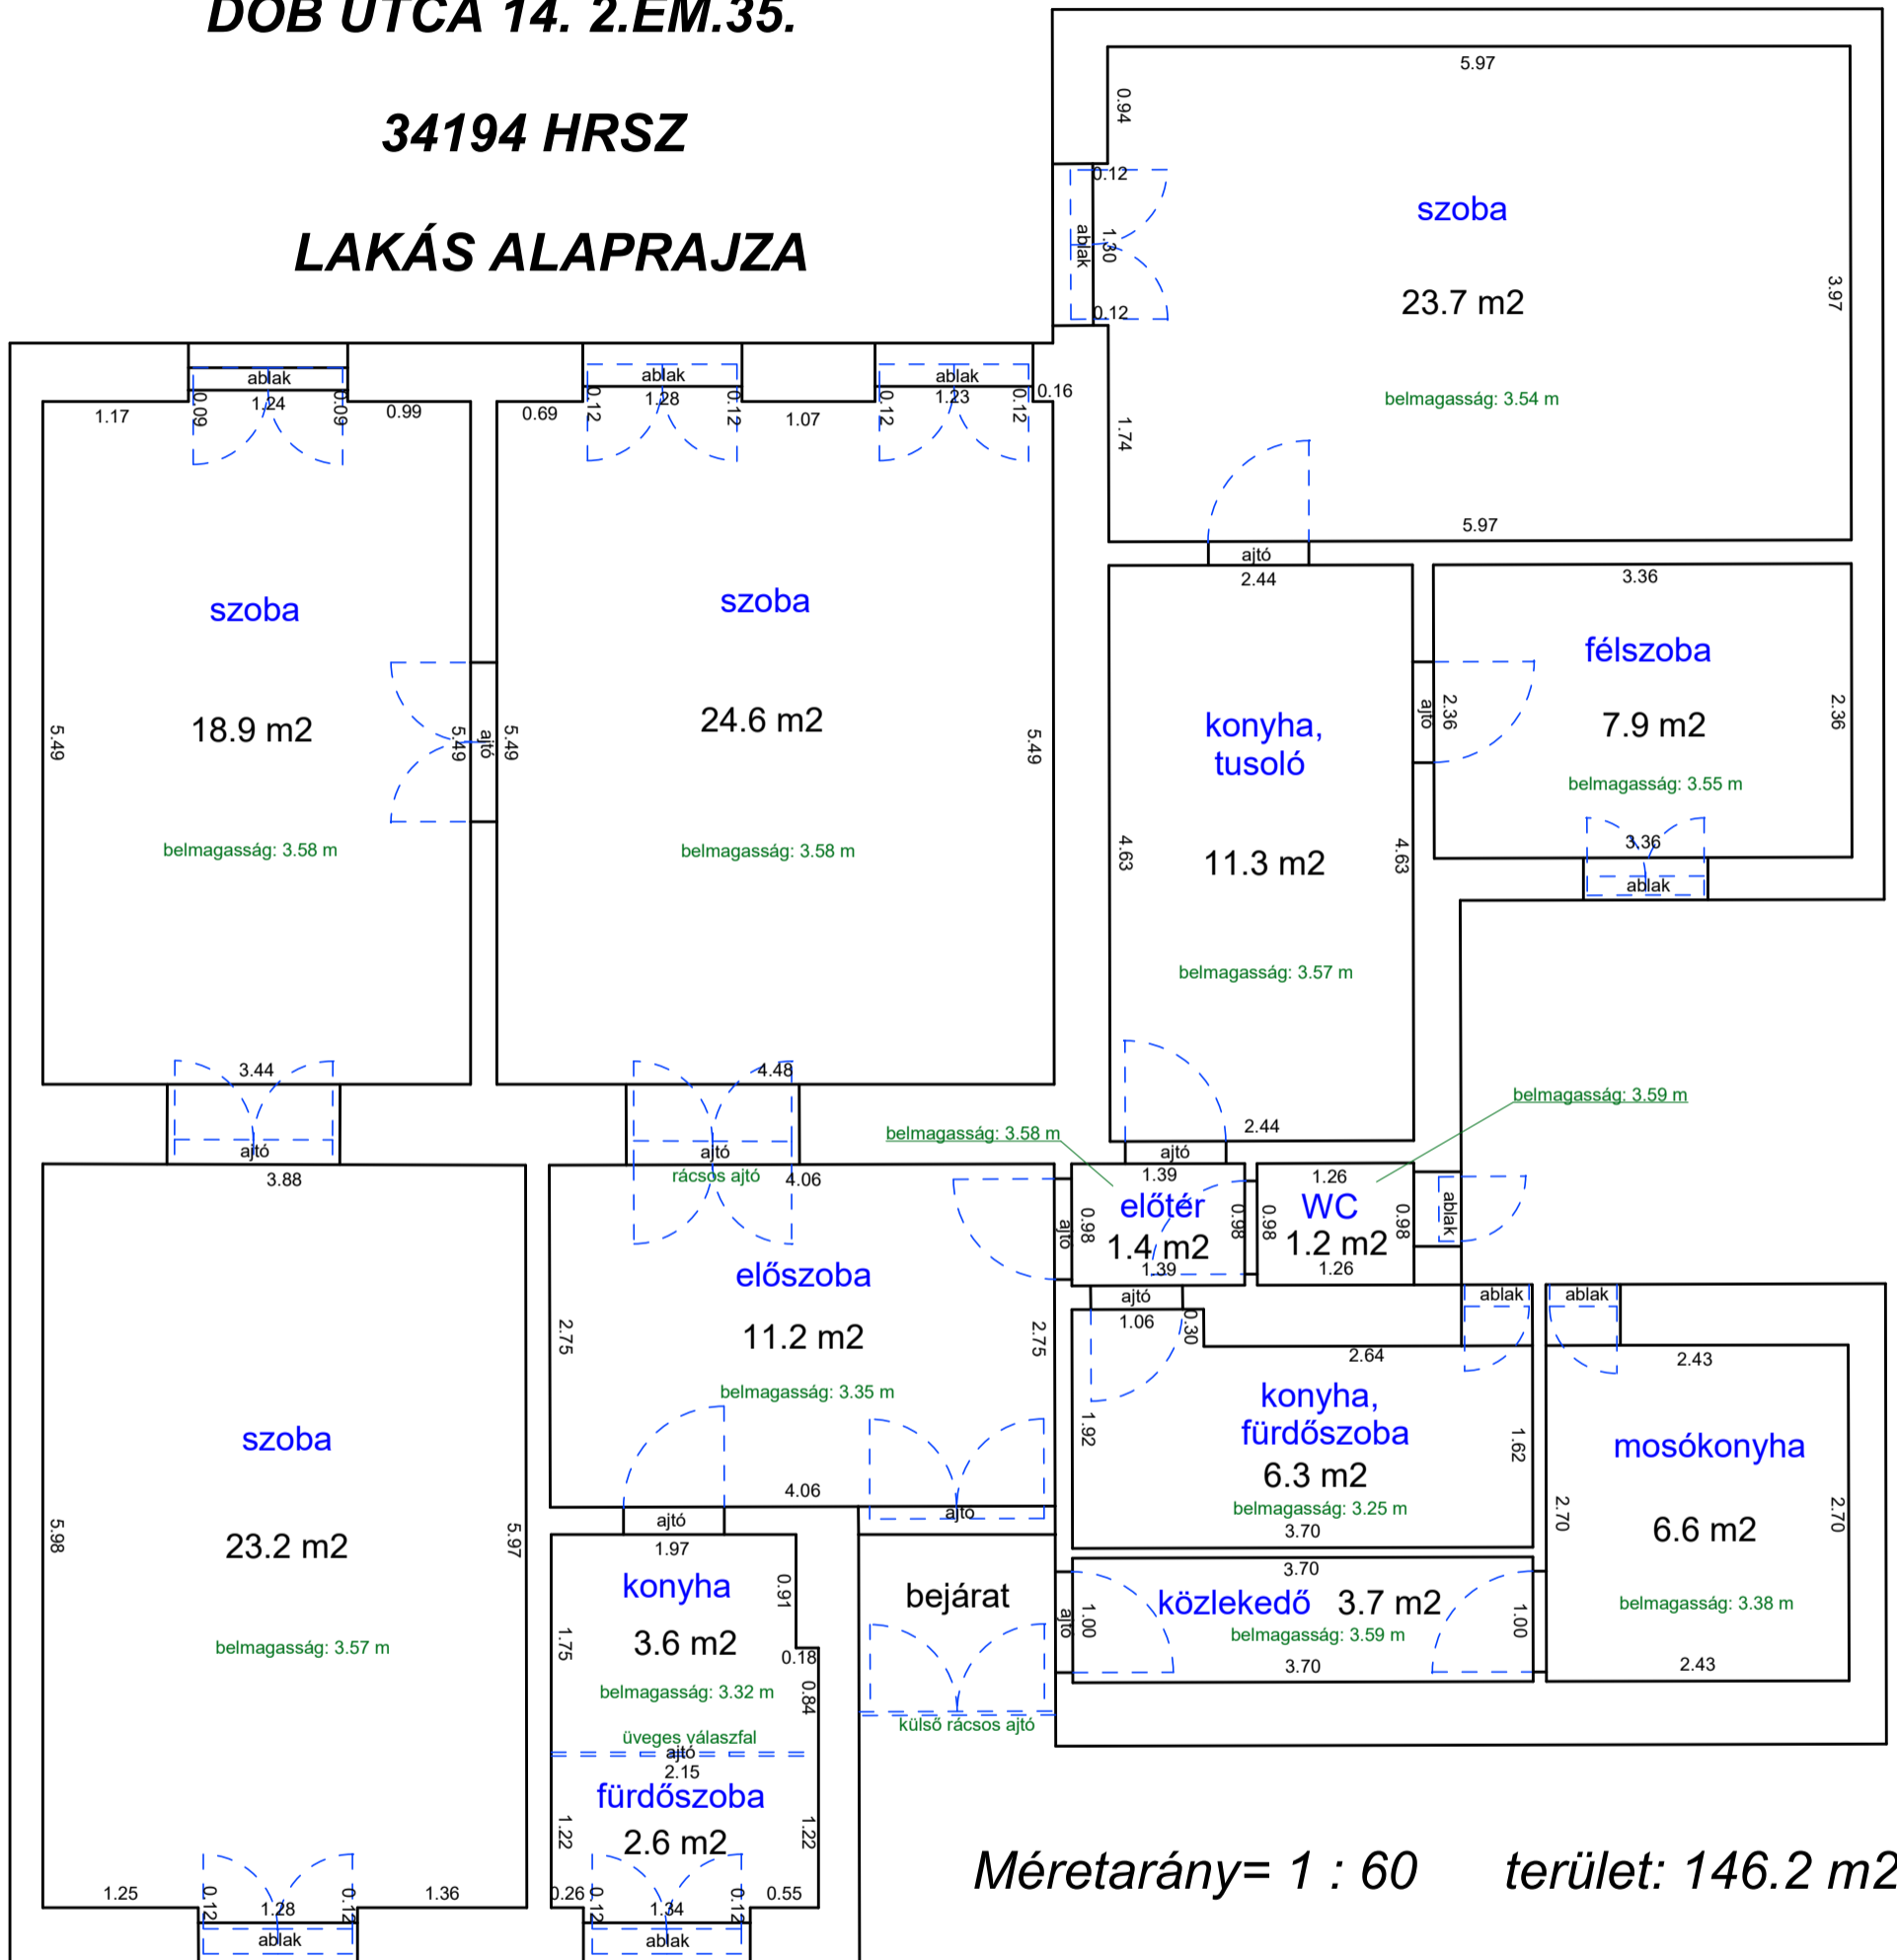 DOB UTCA 14. 2.EM.35.
34194 HRSZ
LAKÁS ALAPRAJZA
5.97
0.94
0.12
ablak
1.30
0.12
szoba
23.7 m2
3.97
belmagasság: 3.54 m
1.74
5.97
ablak
1.17
0.09
1.24
0.09
0.99
szoba
18.9 m2
5.49
5.49
ajtó
belmagasság: 3.58 m
3.44
ablak
ablak
0.69
0.12
1.28
0.12
1.07
0.12
1.23
0.12
0.16
szoba
24.6 m2
5.49
5.49
belmagasság: 3.58 m
4.48
ajtó
2.44
konyha,
tusoló
11.3 m2
4.63
4.63
belmagasság: 3.57 m
2.44
ajtó
3.36
félszoba
7.9 m2
ajtó
2.36
2.36
belmagasság: 3.55 m
3.36
ablak
belmagasság: 3.59 m
belmagasság: 3.58 m
ajtó
3.88
szoba
23.2 m2
5.98
5.97
belmagasság: 3.57 m
1.25
0.12
1.28
0.12
1.36
ablak
ajtó
rácsos ajtó
4.06
előszoba
11.2 m2
2.75
2.75
belmagasság: 3.35 m
4.06
ajtó
ajtó
ajtó
1.39
előtér
0.98
0.98
1.4 m2
1.39
1.26
WC
0.98
0.98
1.2 m2
1.26
ablak
ajtó
1.06
0.30
2.64
konyha,
fürdőszoba
6.3 m2
1.92
1.62
belmagasság: 3.25 m
3.70
ablak
ablak
2.43
mosókonyha
6.6 m2
2.70
2.70
belmagasság: 3.38 m
2.43
1.97
konyha
0.91
3.6 m2
1.75
0.18
0.84
belmagasság: 3.32 m
üveges válaszfal
ajtó
2.15
fürdőszoba
2.6 m2
1.22
1.22
0.26
0.12
1.34
0.12
0.55
ablak
bejárat
külső rácsos ajtó
3.70
ajtó
1.00
közlekedő 3.7 m2
1.00
belmagasság: 3.59 m
3.70
Méretarány= 1 : 60 terület: 146.2 m2